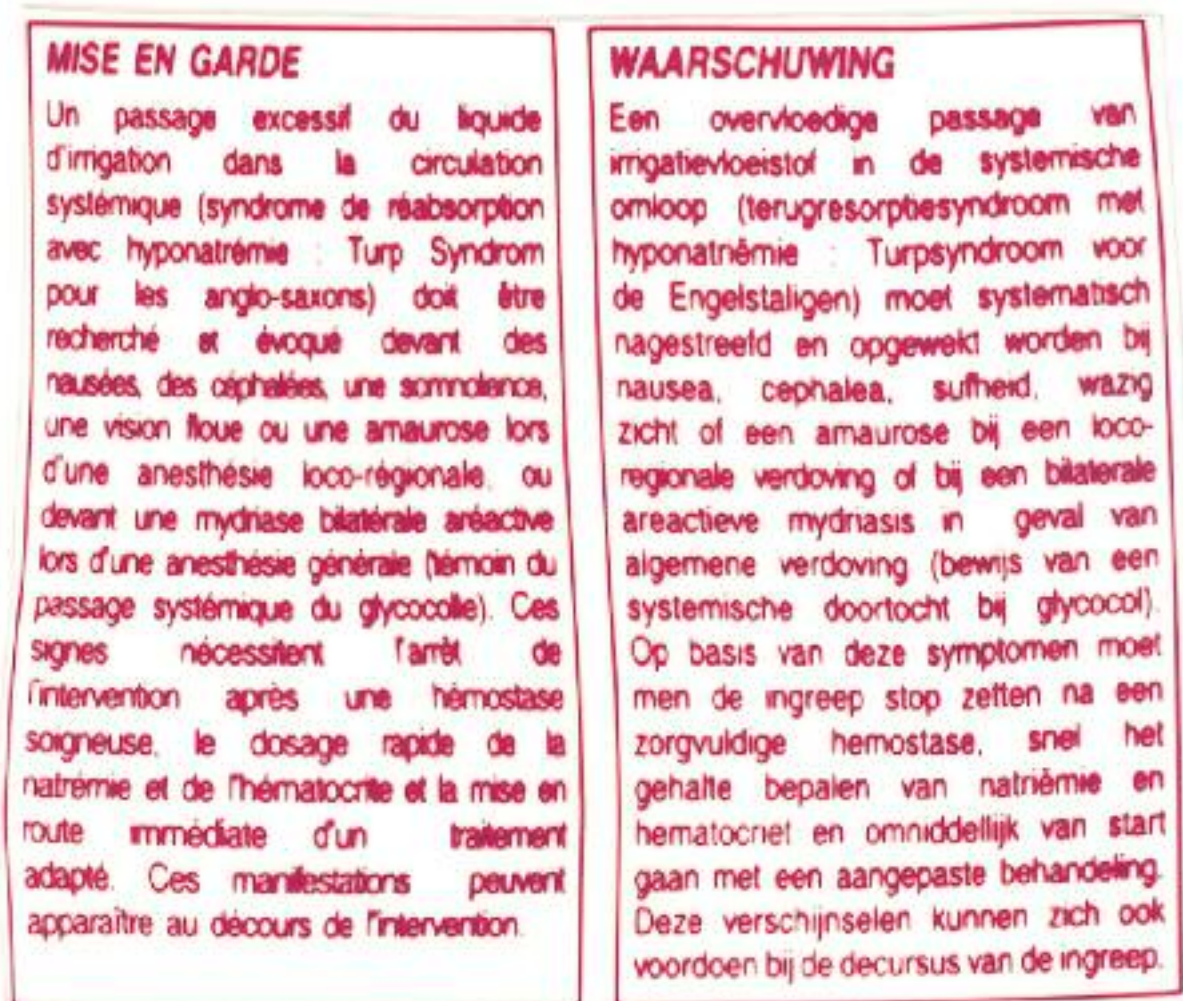 MISE EN GARDE
Un passage excessif du liquide
d'irrigation dans la circulation
systémique (syndrome de réabsorption
avec hyponatrémie : Turp Syndrom
pour les anglo-saxons) doit être
recherché et évoqué devant des
nausées, des céphalées, une somnolence,
une vision floue ou une amaurose lors
d'une anesthésie loco-régionale, ou
devant une mydriase bilatérale aréactive
lors d'une anesthésie générale (témoin du
passage systémique du glycocolle). Ces
signes nécessitent l'arrêt de
l'intervention après une hémostase
soigneuse, le dosage rapide de la
natrémie et de l'hématocrite et la mise en
route immédiate d'un traitement
adapté. Ces manifestations peuvent
apparaître au décours de l'intervention.
WAARSCHUWING
Een overvloedige passage van
irrigatievloeistof in de systemische
omloop (terugresorptiesyndroom met
hyponatriëmie : Turpsyndroom voor
de Engelstaligen) moet systematisch
nagestreefd en opgewekt worden bij
nausea, cephalea, sufheid, wazig
zicht of een amaurose bij een loco-
regionale verdoving of bij een bilaterale
areactieve mydriasis in geval van
algemene verdoving (bewijs van een
systemische doortocht bij glycocol).
Op basis van deze symptomen moet
men de ingreep stop zetten na een
zorgvuldige hemostase, snel het
gehalte bepalen van natriëmie en
hematocriet en omniddellijk van start
gaan met een aangepaste behandeling.
Deze verschijnselen kunnen zich ook
voordoen bij de decursus van de ingreep.